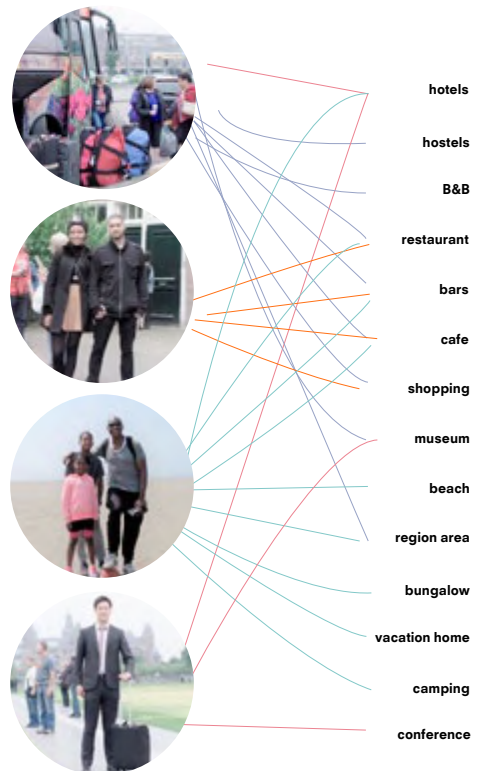 hotels
hostels
B&B
restaurant
bars
cafe
shopping
museum
beach
region area
bungalow
vacation home
camping
conference